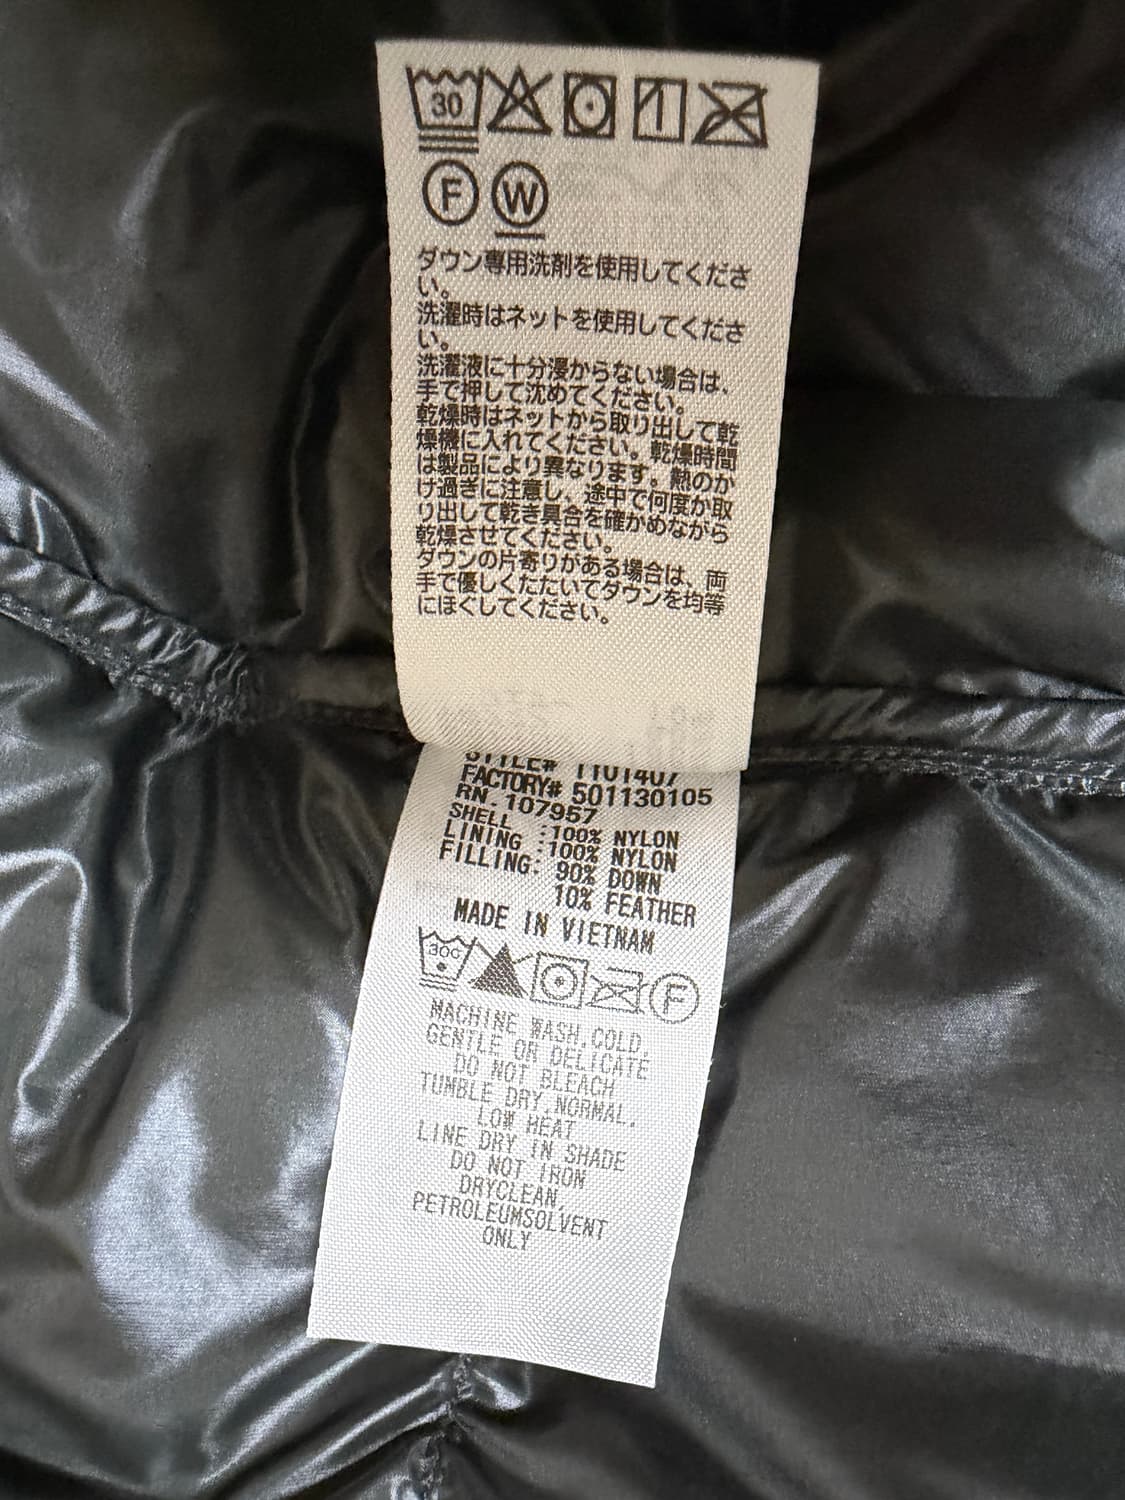 30
F W
ダウン専用洗剤を使用してくださ
い。
洗濯時はネットを使用してくださ
い。
洗濯液に十分浸からない場合は、
手で押して沈めてください。
乾燥時はネットから取り出して乾
燥機に入れてください。乾燥時間
は製品により異なります。熱のか
け過ぎに注意し、途中で何度か取
り出して乾き具合を確かめながら
乾燥させてください。
ダウンの片寄りがある場合は、両
手で優しくたたいてダウンを均等
にほぐしてください。
STYLE# 1101407
FACTORY# 501130105
RN.107957
SHELL :100% NYLON
LINING :100% NYLON
FILLING: 90% DOWN
10% FEATHER
MADE IN VIETNAM
30C F
MACHINE WASH,COLD,
GENTLE OR DELICATE
DO NOT BLEACH
TUMBLE DRY,NORMAL,
LOW HEAT
LINE DRY IN SHADE
DO NOT IRON
DRYCLEAN,
PETROLEUMSOLVENT
ONLY